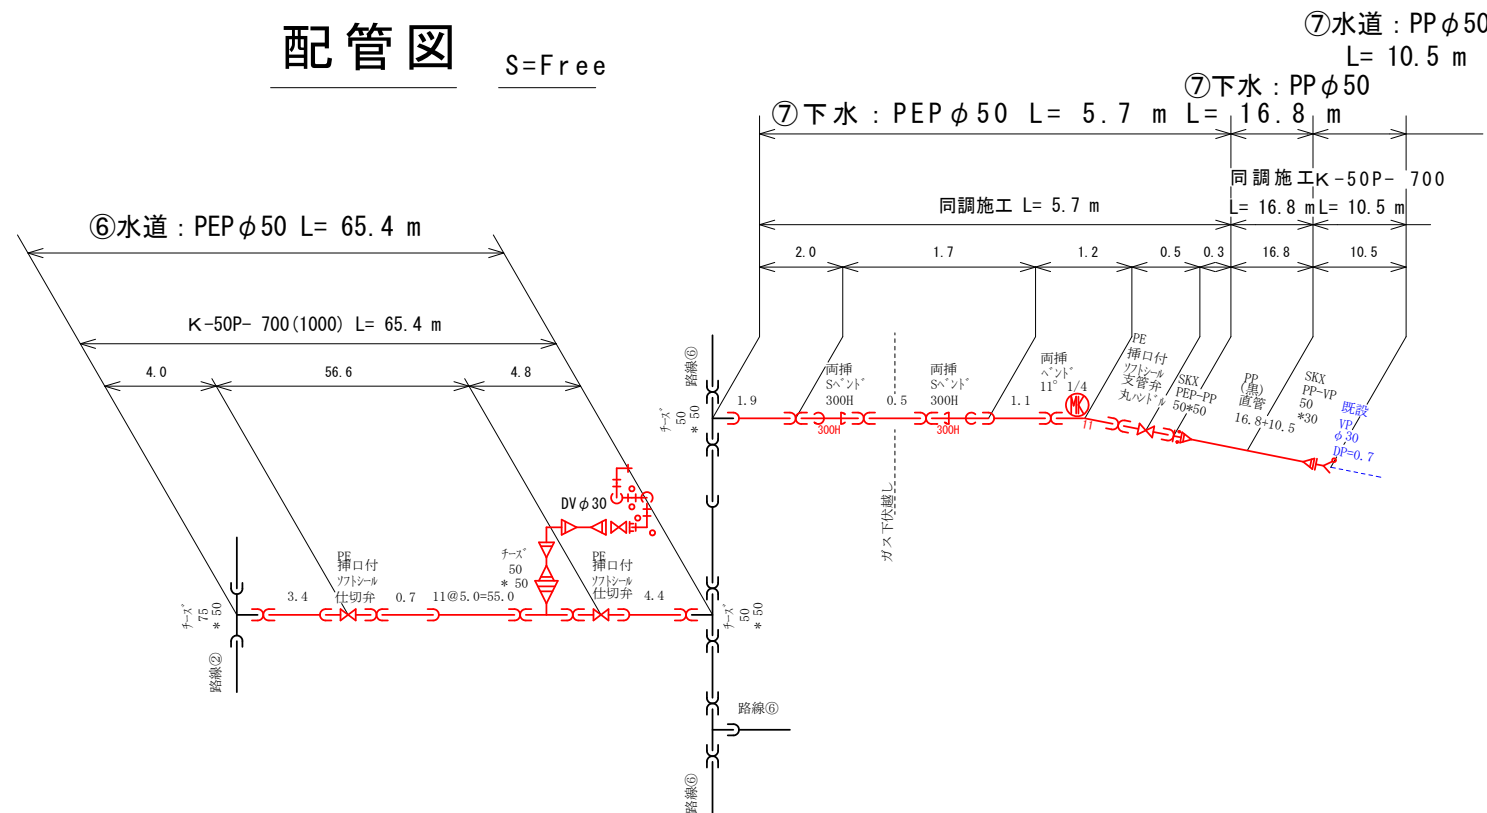 配管図 S=Free
⑦水道：PPφ50
L= 10.5 m
⑦下水：PPφ50
⑦下水：PEPφ50 L= 5.7 m L= 16.8 m
同調施工 K-50P- 700
同調施工 L= 5.7 m L= 16.8 m L= 10.5 m
2.0 1.7 1.2 0.5 0.3 16.8 10.5
⑥水道：PEPφ50 L= 65.4 m
K-50P- 700(1000) L= 65.4 m
4.0 56.6 4.8
路線⑥
チーズ
50
* 50
1.9
両挿
Sベンド
300H
300H
0.5
両挿
Sベンド
300H
300H
1.1
両挿
ベンド
11° 1/4
MK
11
PE
挿口付
ソフトシール
支管弁
丸ハンドル
SKX
PEP-PP
50*50
PP
(黒)
直管
16.8+10.5
SKX
PP-VP
50
*30
既設
VP
φ30
DP=0.7
ガス下伏越し
DVφ30
チーズ
50
* 50
PE
挿口付
ソフトシール
仕切弁
3.4
0.7 11@5.0=55.0
PE
挿口付
ソフトシール
仕切弁
4.4
チーズ
75
* 50
チーズ
50
* 50
路線②
路線⑥
路線⑥